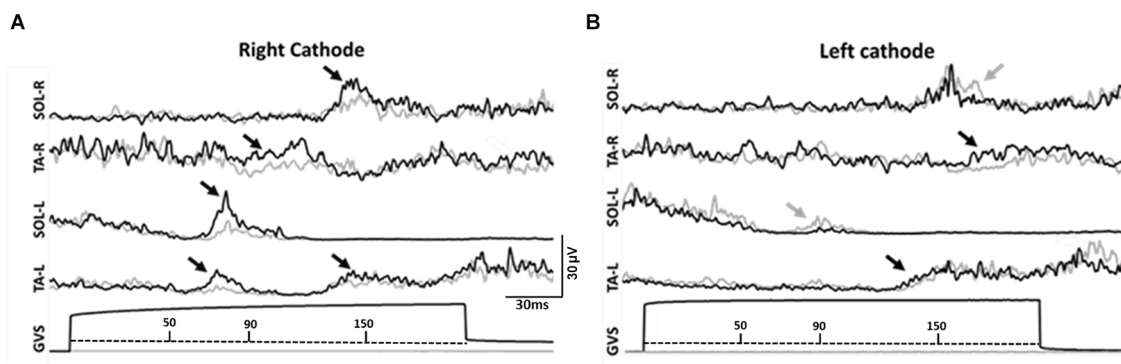 A
Right Cathode
SOL-R
TA-R
SOL-L
TA-L
GVS
50
90
150
30ms
30 µV
B
Left cathode
SOL-R
TA-R
SOL-L
TA-L
GVS
50
90
150